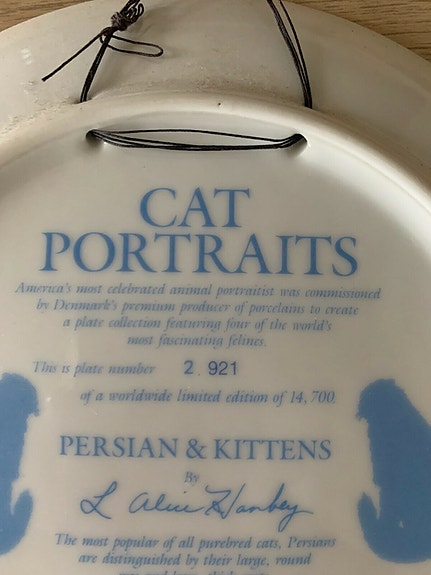 CAT
PORTRAITS
America's most celebrated animal portraitist was commissioned
by Denmark's premium producer of porcelains to create
a plate collection featuring four of the world's
most fascinating felines.
This is plate number 2.921
of a worldwide limited edition of 14,700.
PERSIAN & KITTENS
By
L Alice Hanbey
The most popular of all purebred cats, Persians
are distinguished by their large, round